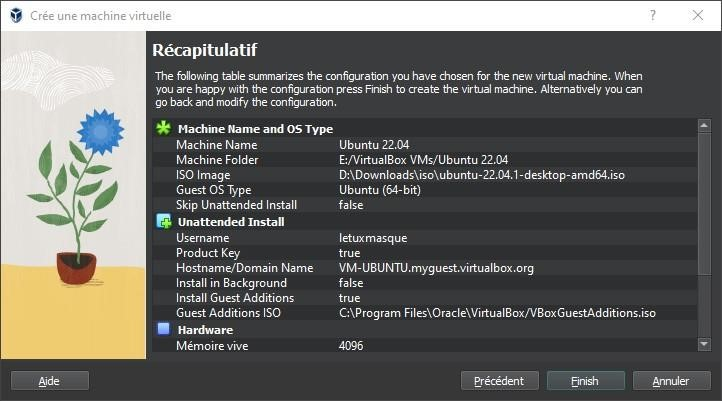 Crée une machine virtuelle
Récapitulatif
The following table summarizes the configuration you have chosen for the new virtual machine. When
you are happy with the configuration press Finish to create the virtual machine. Alternatively you can
go back and modify the configuration.
Machine Name and OS Type
Machine Name Ubuntu 22.04
Machine Folder E:/VirtualBox VMs/Ubuntu 22.04
ISO Image D:\Downloads\iso\ubuntu-22.04.1-desktop-amd64.iso
Guest OS Type Ubuntu (64-bit)
Skip Unattended Install false
Unattended Install
Username letuxmasque
Product Key true
Hostname/Domain Name VM-UBUNTU.myguest.virtualbox.org
Install in Background false
Install Guest Additions true
Guest Additions ISO C:\Program Files\Oracle\VirtualBox/VBoxGuestAdditions.iso
Hardware
Mémoire vive 4096
Aide Précédent Finish Annuler